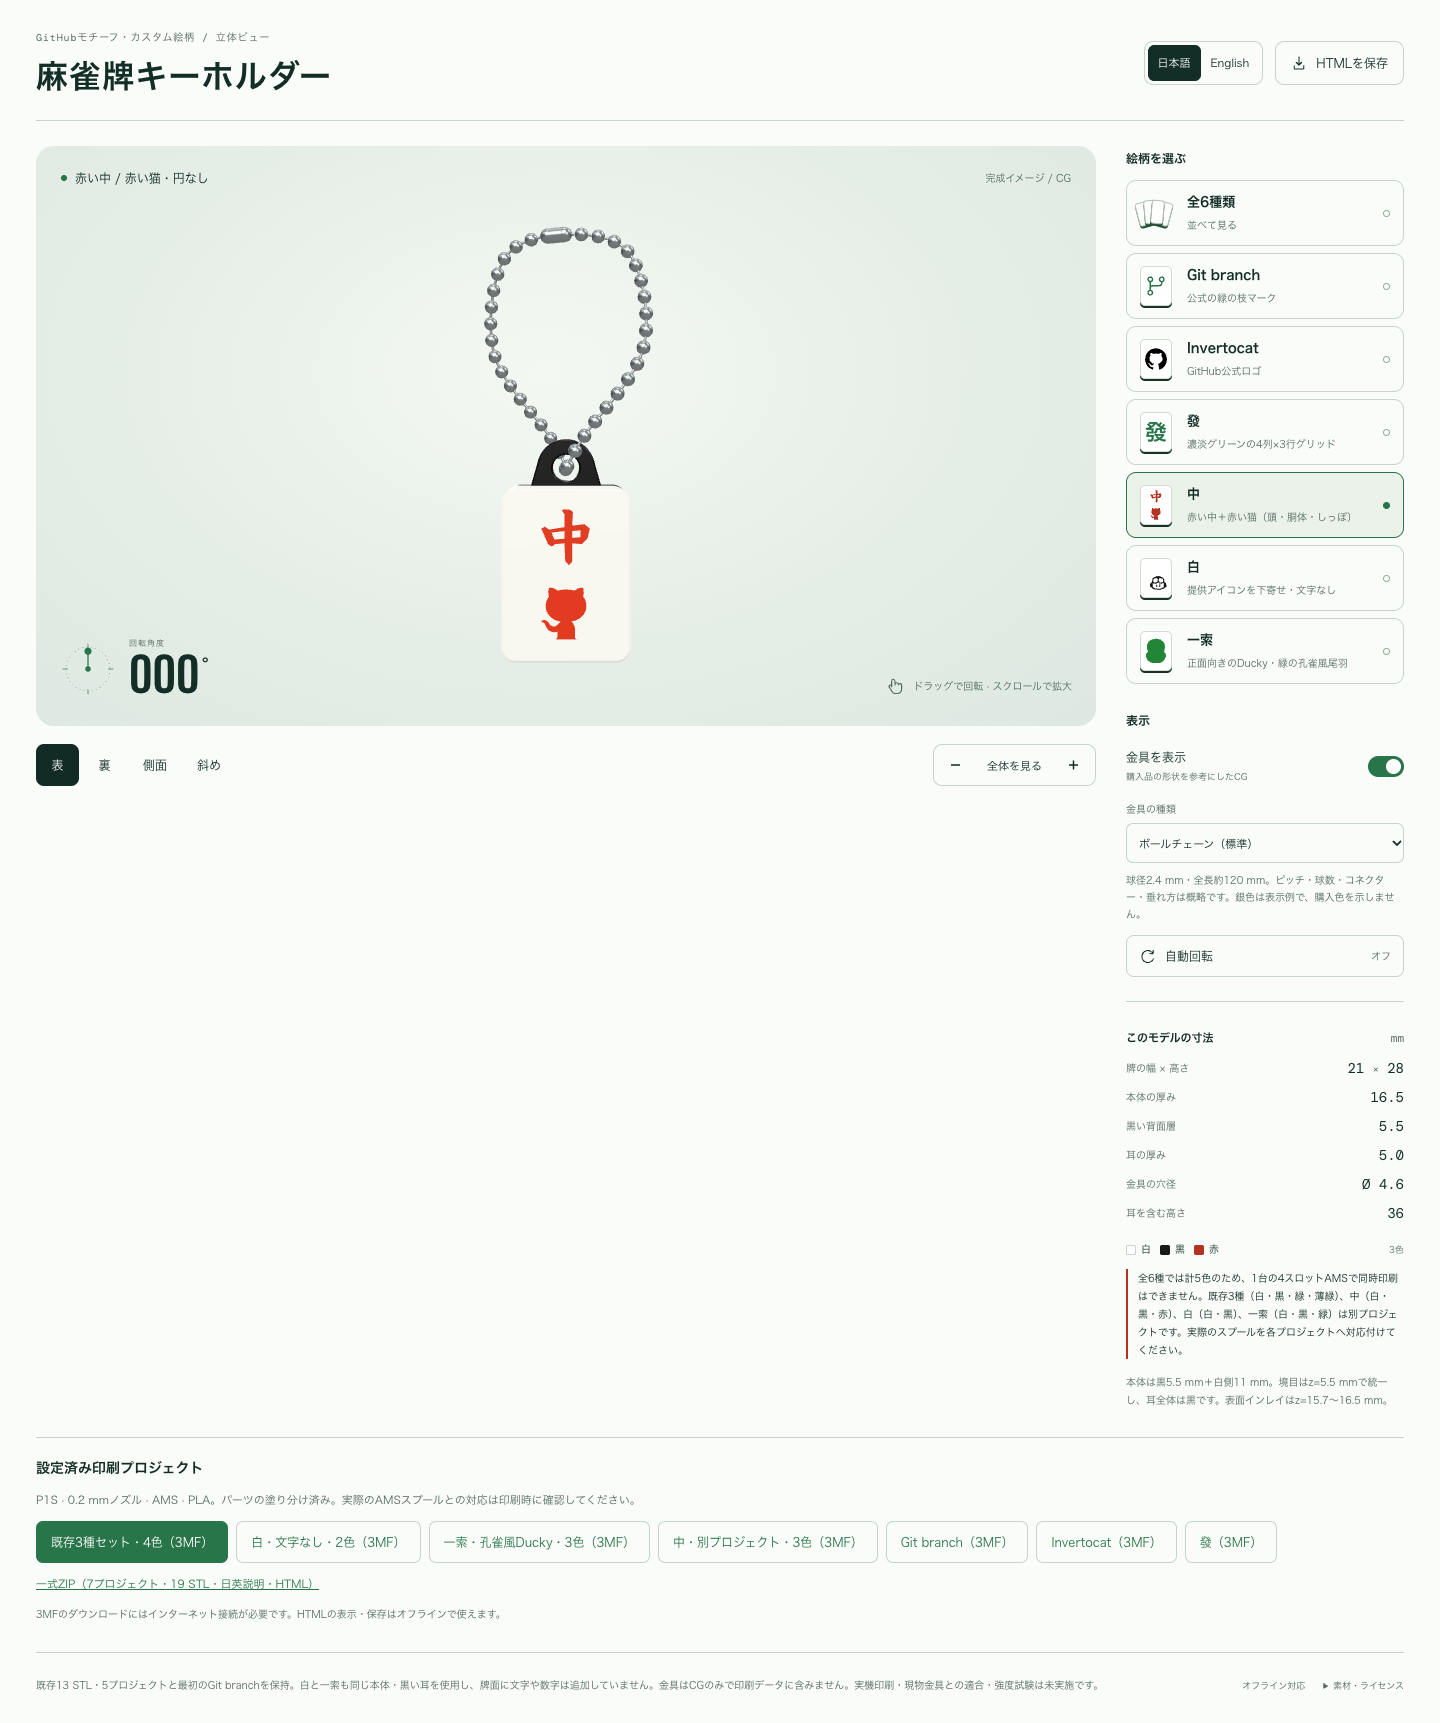 GitHubモチーフ・カスタム絵柄 / 立体ビュー
麻雀牌キーホルダー
日本語
English
HTMLを保存
赤い中 / 赤い猫・円なし
完成イメージ / CG
中
回転角度
000°
ドラッグで回転 · スクロールで拡大
表
裏
側面
斜め
−
全体を見る
+
絵柄を選ぶ
全6種類
並べて見る
Git branch
公式の緑の枝マーク
Invertocat
GitHub公式ロゴ
發
發
濃淡グリーンの4列×3行グリッド
中
中
赤い中＋赤い猫（頭・胴体・しっぽ）
白
提供アイコンを下寄せ・文字なし
一索
正面向きのDucky・緑の孔雀風尾羽
表示
金具を表示
購入品の形状を参考にしたCG
金具の種類
ボールチェーン（標準）
球径2.4 mm・全長約120 mm。ピッチ・球数・コネクタ
ー・垂れ方は概略です。銀色は表示例で、購入色を示しませ
ん。
自動回転
オフ
このモデルの寸法
mm
牌の幅 × 高さ
21 × 28
本体の厚み
16.5
黒い背面層
5.5
耳の厚み
5.0
金具の穴径
Ø 4.6
耳を含む高さ
36
白
黒
赤
3色
全6種では計5色のため、1台の4スロットAMSで同時印刷
はできません。既存3種（白・黒・緑・薄緑）、中（白・
黒・赤）、白（白・黒）、一索（白・黒・緑）は別プロジェ
クトです。実際のスプールを各プロジェクトへ対応付けて
ください。
本体は黒5.5 mm＋白側11 mm。境目はz=5.5 mmで統一
し、耳全体は黒です。表面インレイはz=15.7〜16.5 mm。
設定済み印刷プロジェクト
P1S · 0.2 mmノズル · AMS · PLA。パーツの塗り分け済み。実際のAMSスプールとの対応は印刷時に確認してください。
既存3種セット・4色（3MF）
白・文字なし・2色（3MF）
一索・孔雀風Ducky・3色（3MF）
中・別プロジェクト・3色（3MF）
Git branch（3MF）
Invertocat（3MF）
發（3MF）
一式ZIP（7プロジェクト・19 STL・日英説明・HTML）
3MFのダウンロードにはインターネット接続が必要です。HTMLの表示・保存はオフラインで使えます。
既存13 STL・5プロジェクトと最初のGit branchを保持。白と一索も同じ本体・黒い耳を使用し、牌面に文字や数字は追加していません。金具はCGのみで印刷データに含みません。実機印刷・現物金具との適合・強度試験は未実施です。
オフライン対応
▶ 素材・ライセンス